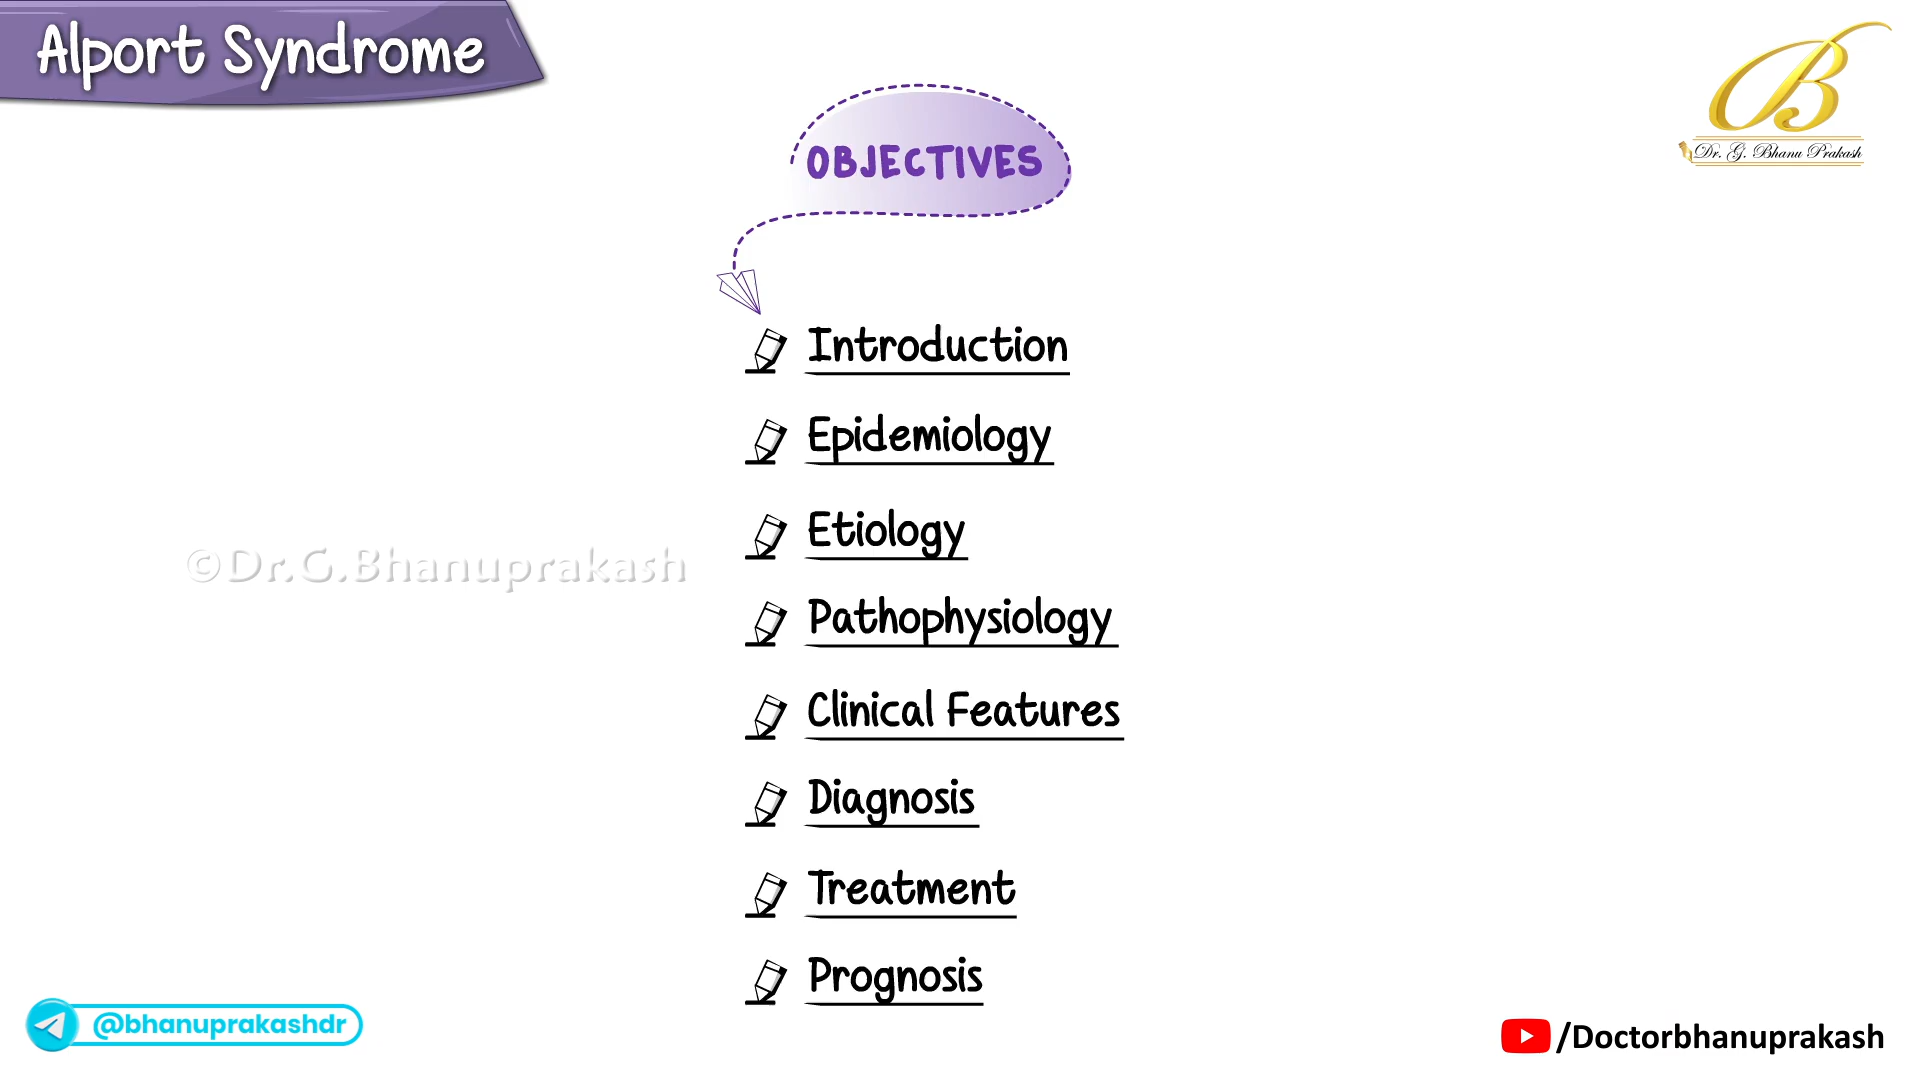 Alport Syndrome
B
Dr. G. Bhanu Prakash
OBJECTIVES
Introduction
Epidemiology
Etiology
©Dr.G.Bhanuprakash
Pathophysiology
Clinical Features
Diagnosis
Treatment
Prognosis
@bhanuprakashdr
/Doctorbhanuprakash